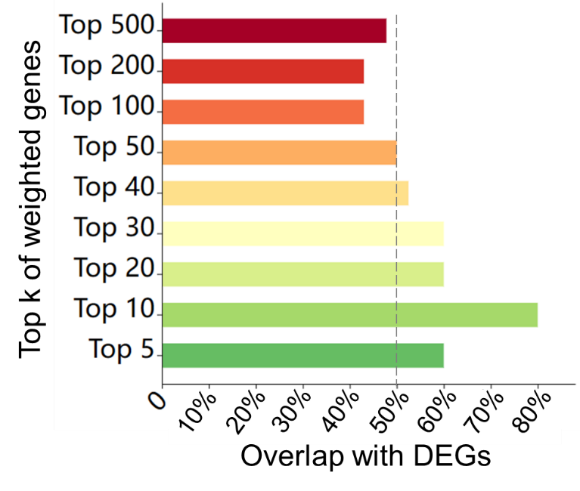 Top k of weighted genes
Top 500
Top 200
Top 100
Top 50
Top 40
Top 30
Top 20
Top 10
Top 5
0 10% 20% 30% 40% 50% 60% 70% 80%
Overlap with DEGs